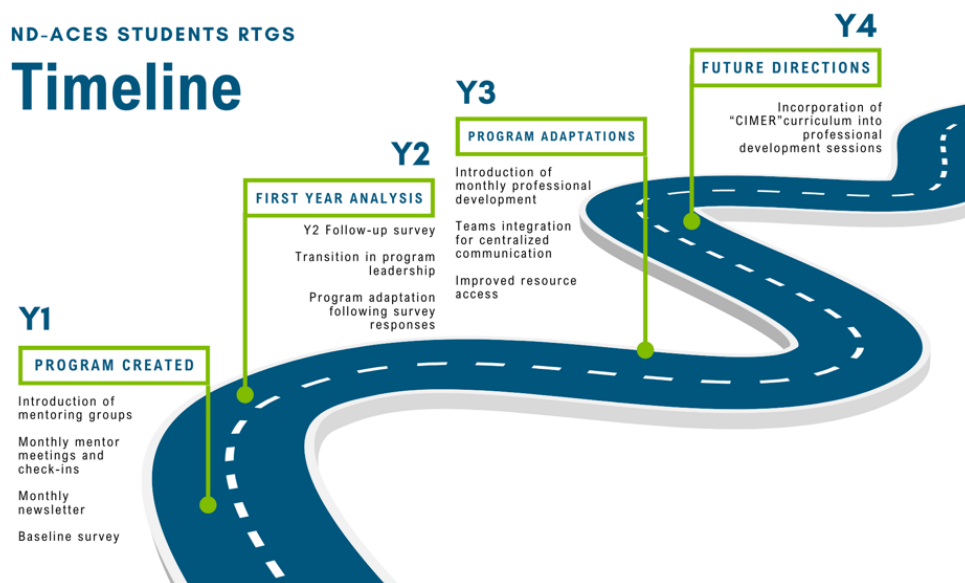 ND-ACES STUDENTS RTGS
Timeline
Y1
PROGRAM CREATED
Introduction of
mentoring groups
Monthly mentor
meetings and
check-ins
Monthly
newsletter
Baseline survey
Y2
FIRST YEAR ANALYSIS
Y2 Follow-up survey
Transition in program
leadership
Program adaptation
following survey
responses
Y3
PROGRAM ADAPTATIONS
Introduction of
monthly professional
development
Teams integration
for centralized
communication
Improved resource
access
Y4
FUTURE DIRECTIONS
Incorporation of
“CIMER”curriculum into
professional
development sessions